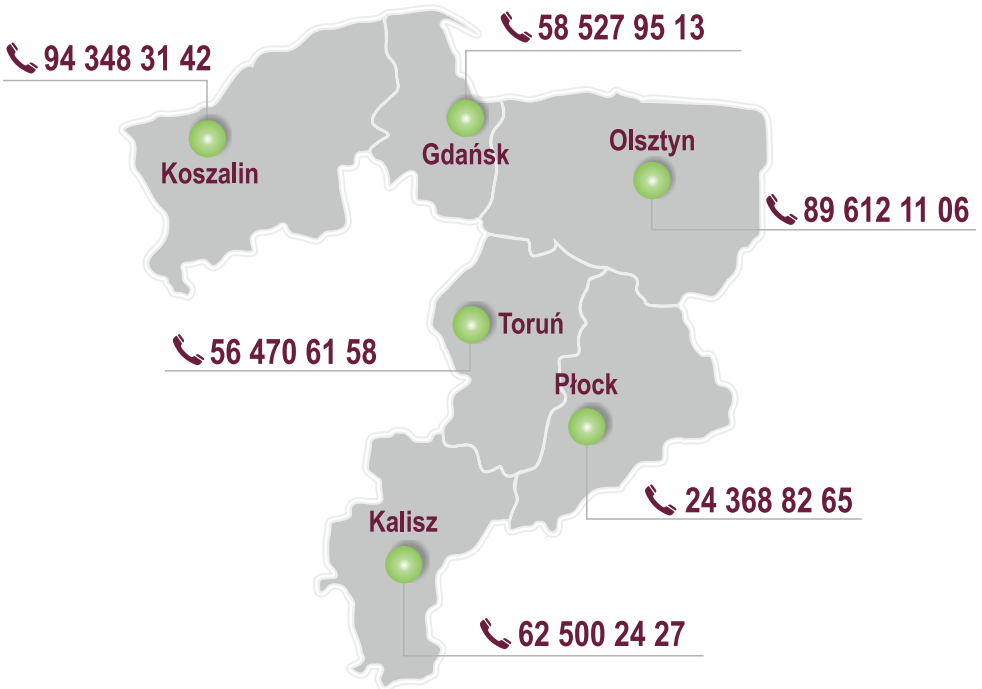 58 527 95 13
94 348 31 42
Gdańsk
Olsztyn
Koszalin
89 612 11 06
Toruń
56 470 61 58
Płock
24 368 82 65
Kalisz
62 500 24 27